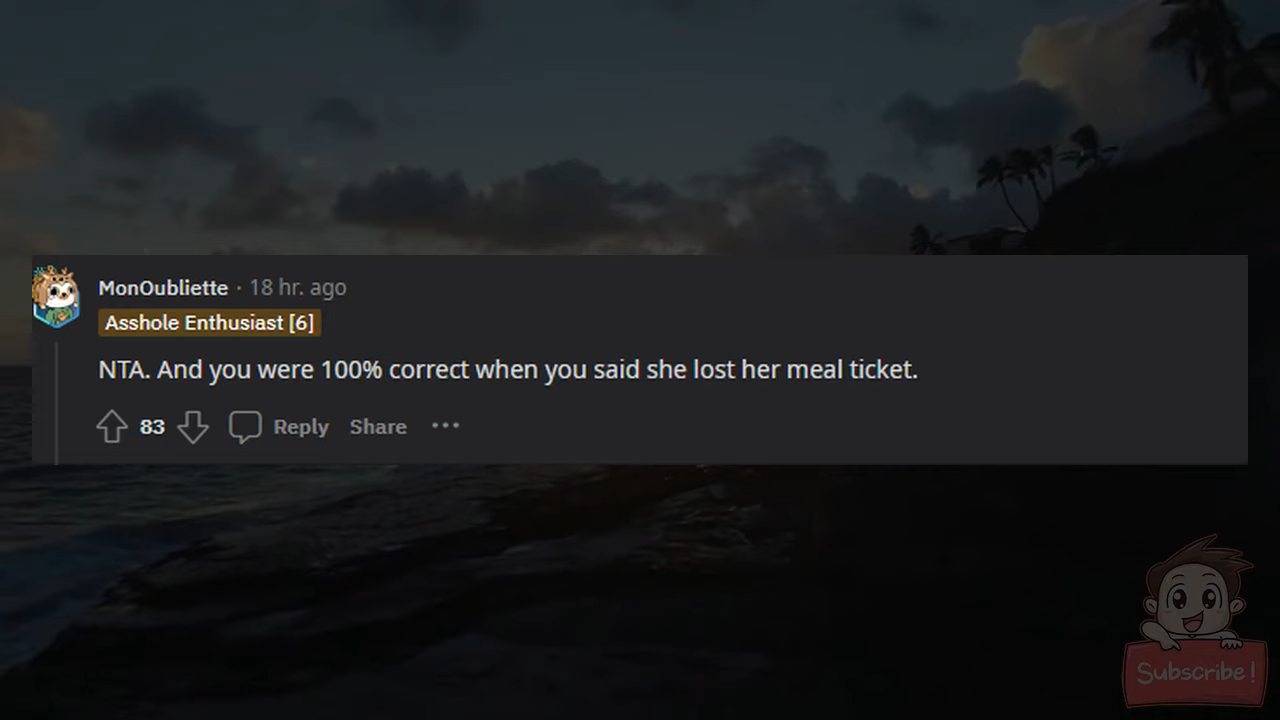 MonOubliette · 18 hr. ago
Asshole Enthusiast [6]
NTA. And you were 100% correct when you said she lost her meal ticket.
83 Reply Share ···
Subscribe!